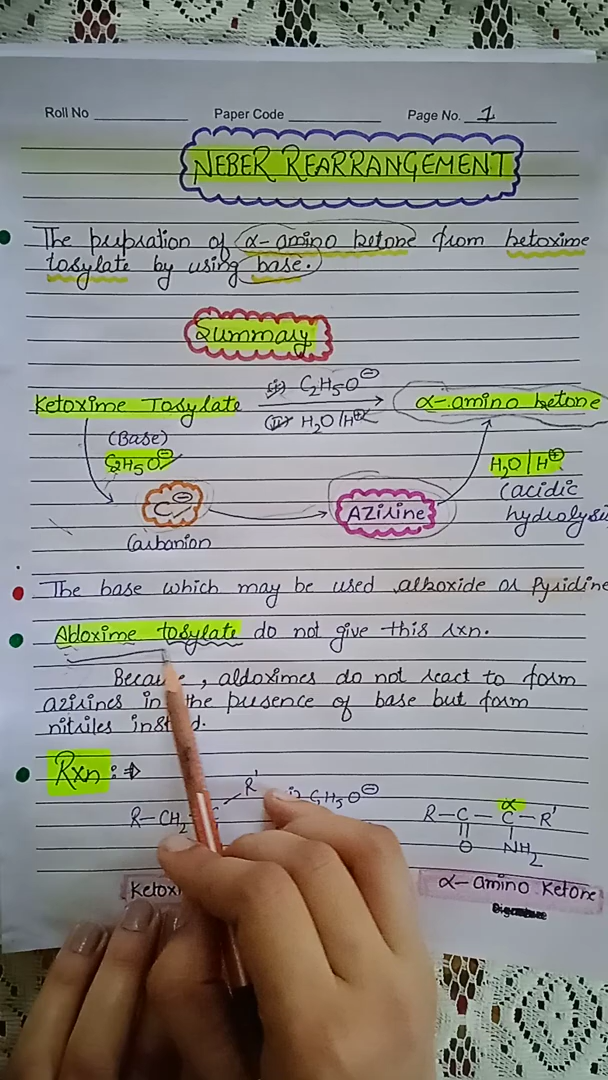 Roll No Paper Code Page No. 1
NEBER REARRANGEMENT
The prepration of α-amino ketone from ketoxime
tosylate by using base.
Summary
Ketoxime Tosylate (i) C2H5O⊖ α-amino ketone
(II) H2O/H⊕
(Base)
C2H5O⊖ H2O/H⊕
C⊖ AZirine (acidic
Carbanion hydrolysis
The base which may be used alkoxide or Pyridine
Aldoxime tosylate do not give this rxn.
Because, aldoximes do not react to form
azirines in the presence of base but form
nitriles
Rxn :⇒
R' C2H5O⊖ α
R-CH2 C R-C-C-R'
O NH2
Ketoxi α-amino Ketone